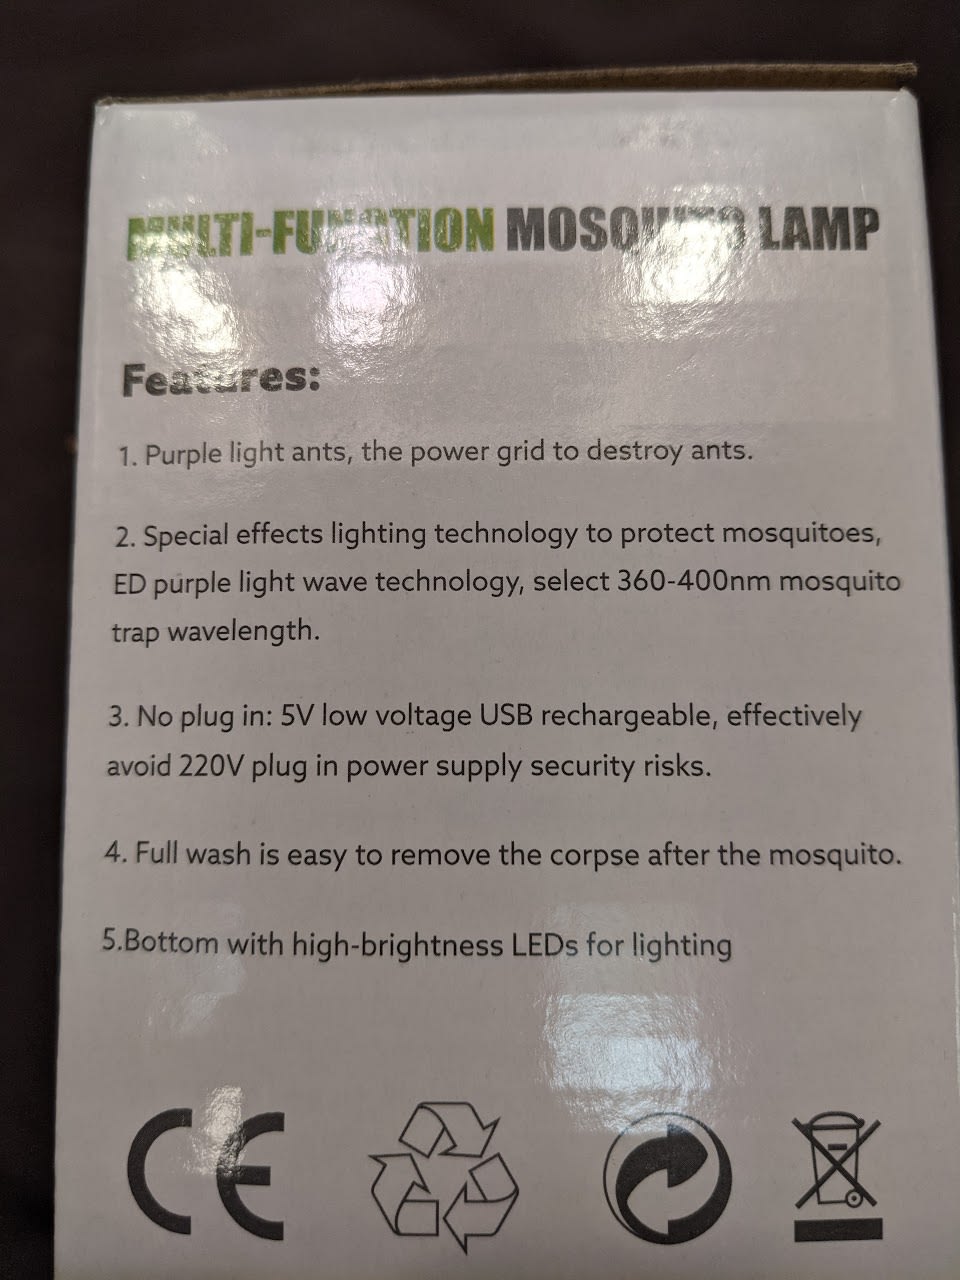 MULTI-FUNCTION MOSQUITO LAMP
Features:
1. Purple light ants, the power grid to destroy ants.
2. Special effects lighting technology to protect mosquitoes,
ED purple light wave technology, select 360-400nm mosquito
trap wavelength.
3. No plug in: 5V low voltage USB rechargeable, effectively
avoid 220V plug in power supply security risks.
4. Full wash is easy to remove the corpse after the mosquito.
5.Bottom with high-brightness LEDs for lighting
CE